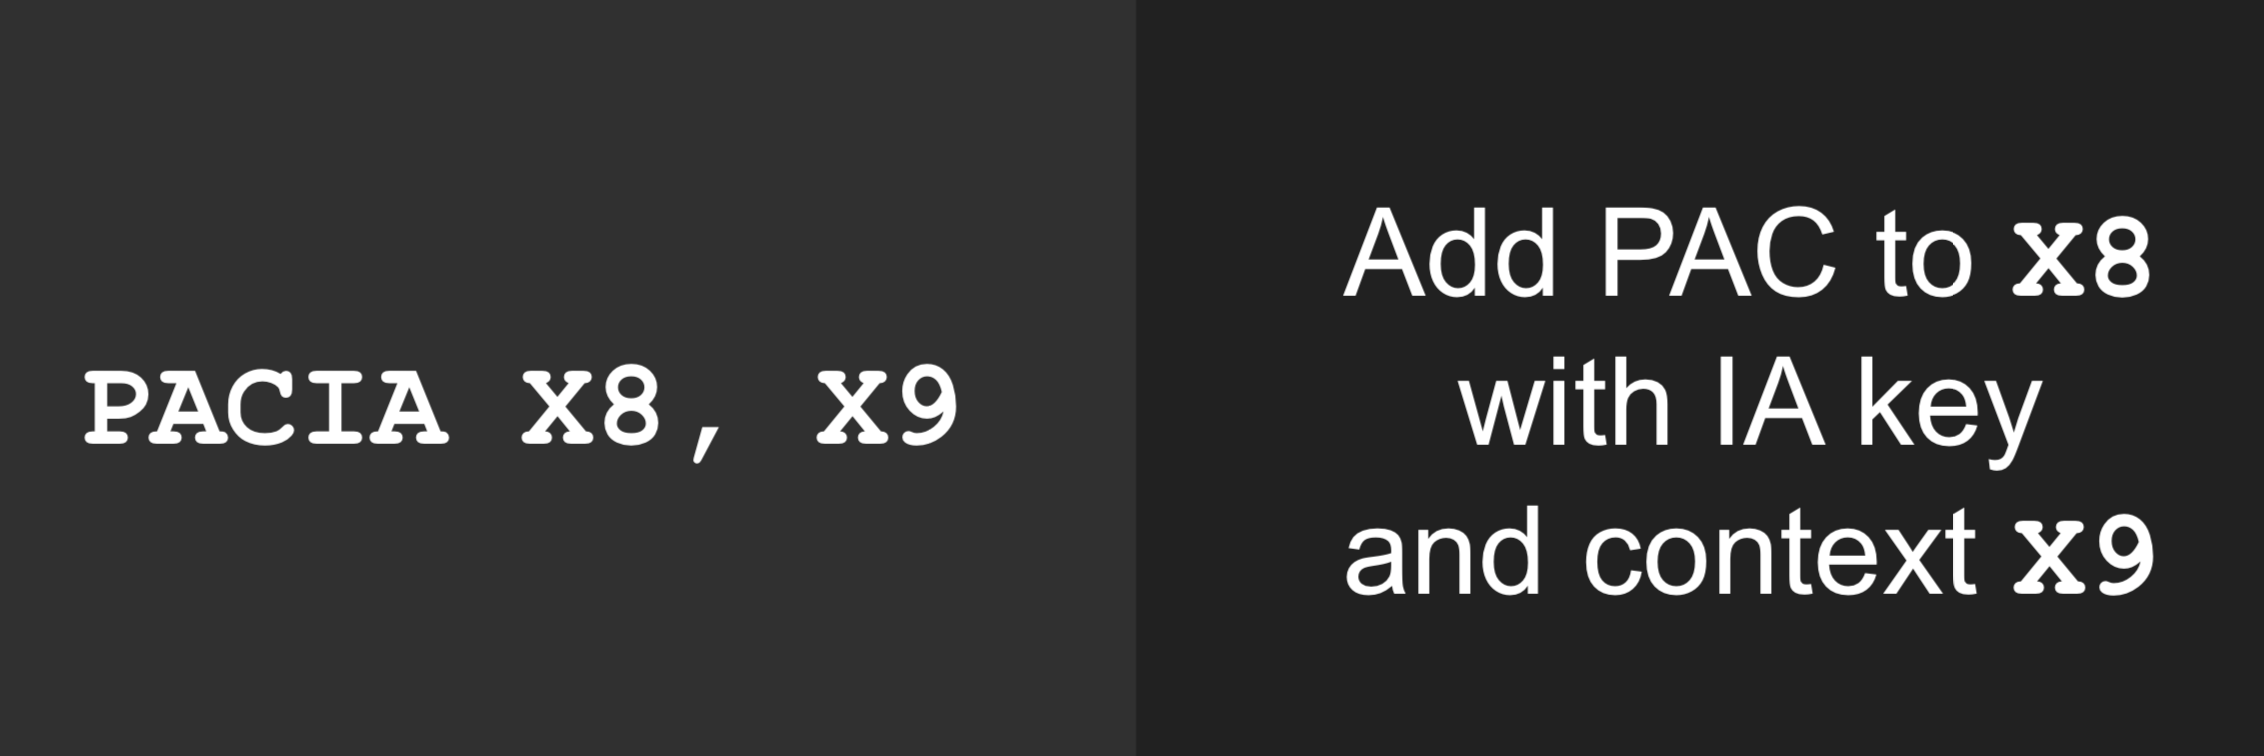 PACIA X8, X9
Add PAC to X8
with IA key
and context X9